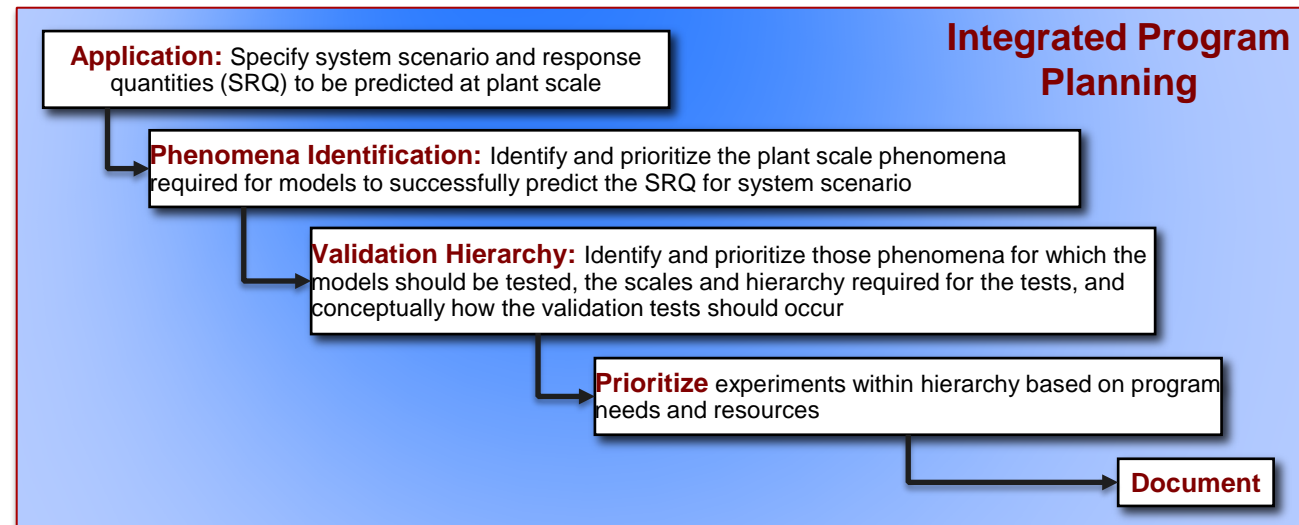 Integrated Program
Planning
Application: Specify system scenario and response
quantities (SRQ) to be predicted at plant scale
Phenomena Identification: Identify and prioritize the plant scale phenomena
required for models to successfully predict the SRQ for system scenario
Validation Hierarchy: Identify and prioritize those phenomena for which the
models should be tested, the scales and hierarchy required for the tests, and
conceptually how the validation tests should occur
Prioritize experiments within hierarchy based on program
needs and resources
Document